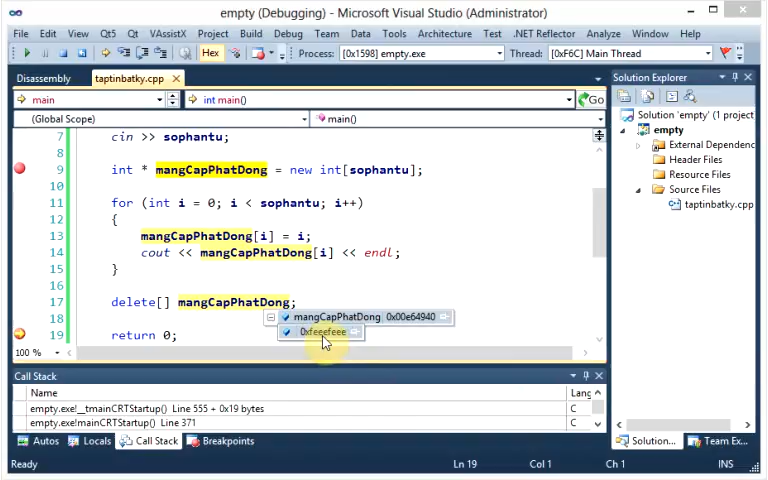 empty (Debugging) - Microsoft Visual Studio (Administrator)
File Edit View Qt5 Qt VAssistX Project Build Debug Team Data Tools Architecture Test .NET Reflector Analyze Window Help
Hex Process: [0x1598] empty.exe Thread: [0xF6C] Main Thread
Disassembly taptinbatky.cpp
main int main() Go
(Global Scope) main()
7 cin >> sophantu;
8
9 int * mangCapPhatDong = new int[sophantu];
10
11 for (int i = 0; i < sophantu; i++)
12 {
13 mangCapPhatDong[i] = i;
14 cout << mangCapPhatDong[i] << endl;
15 }
16
17 delete[] mangCapPhatDong;
18 mangCapPhatDong 0x00e64940
0xfeeefeee
19 return 0;
100 %
Call Stack
Name Lang
empty.exe!__tmainCRTStartup() Line 555 + 0x19 bytes C
empty.exe!mainCRTStartup() Line 371 C
Autos Locals Call Stack Breakpoints
Solution Explorer
Solution 'empty' (1 project
empty
External Dependenc
Header Files
Resource Files
Source Files
taptinbatky.cpp
Solution... Team Ex...
Ready Ln 19 Col 1 Ch 1 INS